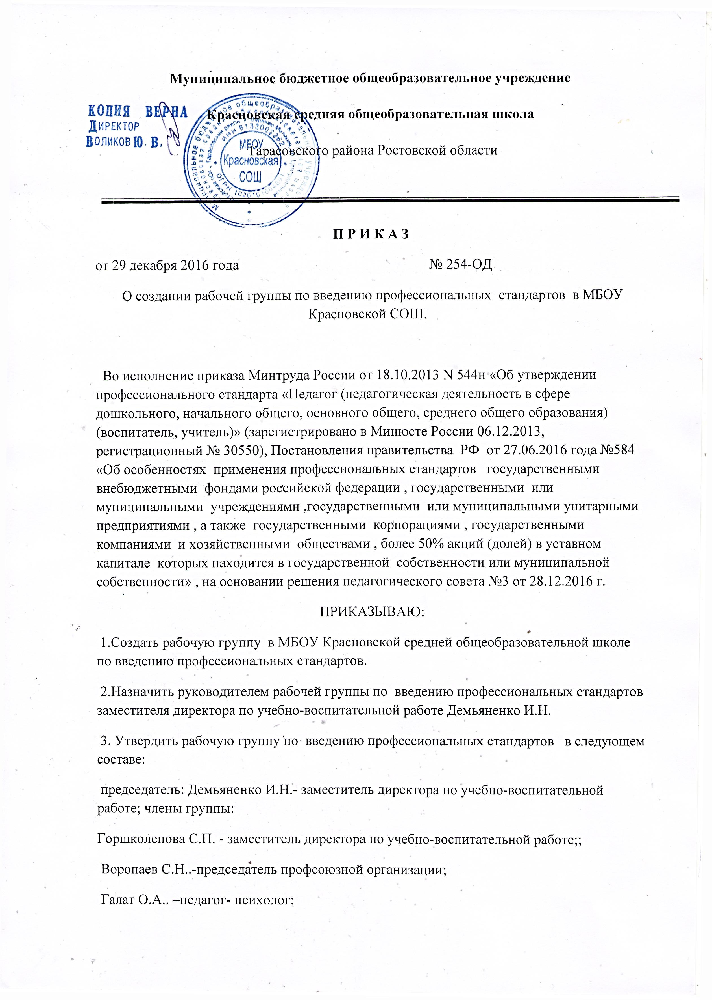 Муниципальное бюджетное общеобразовательное учреждение
КОПИЯ ВЕРНА
ДИРЕКТОР
ВОЛИКОВ Ю. В.
Красновская средняя общеобразовательная школа
Тарасовского района Ростовской области
МБОУ
Красновская
СОШ
ИНН 6133002262
П Р И К А З
от 29 декабря 2016 года № 254-ОД
О создании рабочей группы по введению профессиональных стандартов в МБОУ
Красновской СОШ.
Во исполнение приказа Минтруда России от 18.10.2013 N 544н «Об утверждении
профессионального стандарта «Педагог (педагогическая деятельность в сфере
дошкольного, начального общего, основного общего, среднего общего образования)
(воспитатель, учитель)» (зарегистрировано в Минюсте России 06.12.2013,
регистрационный № 30550), Постановления правительства РФ от 27.06.2016 года №584
«Об особенностях применения профессиональных стандартов государственными
внебюджетными фондами российской федерации , государственными или
муниципальными учреждениями ,государственными или муниципальными унитарными
предприятиями , а также государственными корпорациями , государственными
компаниями и хозяйственными обществами , более 50% акций (долей) в уставном
капитале которых находится в государственной собственности или муниципальной
собственности» , на основании решения педагогического совета №3 от 28.12.2016 г.
ПРИКАЗЫВАЮ:
1.Создать рабочую группу в МБОУ Красновской средней общеобразовательной школе
по введению профессиональных стандартов.
2.Назначить руководителем рабочей группы по введению профессиональных стандартов
заместителя директора по учебно-воспитательной работе Демьяненко И.Н.
3. Утвердить рабочую группу по введению профессиональных стандартов в следующем
составе:
председатель: Демьяненко И.Н.- заместитель директора по учебно-воспитательной
работе; члены группы:
Горшколепова С.П. - заместитель директора по учебно-воспитательной работе;;
Воропаев С.Н..-председатель профсоюзной организации;
Галат О.А.. –педагог- психолог;